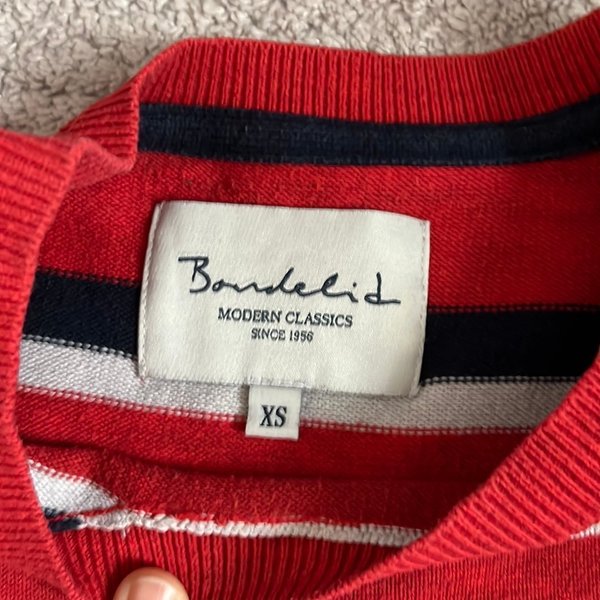 Bondelid
MODERN CLASSICS
SINCE 1956
XS